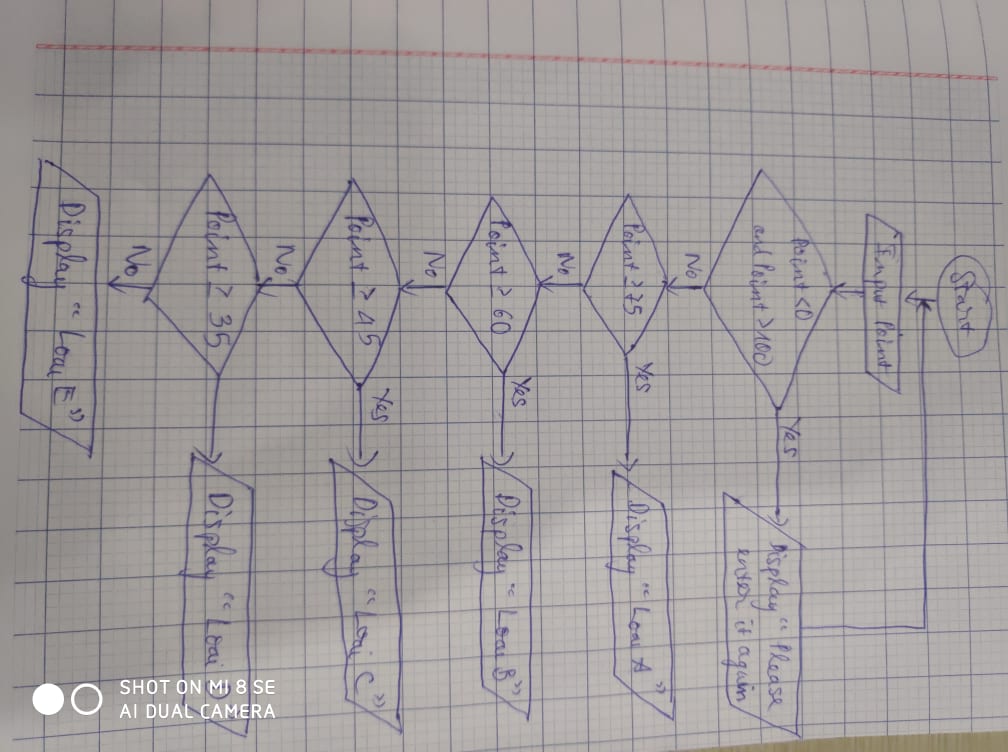 Start
Input Point
Point <0
and Point >100
Yes
Display “ Please
enter it again
No
Point ≥ 75
Yes
Display “ Loai A ”
No
Point ≥ 60
Yes
Display “ Loai B ”
No
Point ≥ 45
Yes
Display “ Loai C ”
No
Point ≥ 35
Display “ Loai D
No
Display “ Loai E ”
SHOT ON MI 8 SE
AI DUAL CAMERA